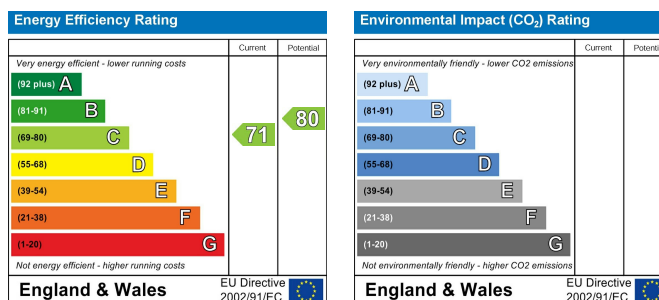 Energy Efficiency Rating
Current Potential
Very energy efficient - lower running costs
(92 plus) A
(81-91) B
(69-80) C
(55-68) D
(39-54) E
(21-38) F
(1-20) G
71
80
Not energy efficient - higher running costs
England & Wales
EU Directive
2002/91/EC
Environmental Impact (CO₂) Rating
Current Potenti
Very environmentally friendly - lower CO2 emissions
(92 plus) A
(81-91) B
(69-80) C
(55-68) D
(39-54) E
(21-38) F
(1-20) G
Not environmentally friendly - higher CO2 emissions
England & Wales
EU Directive
2002/91/EC